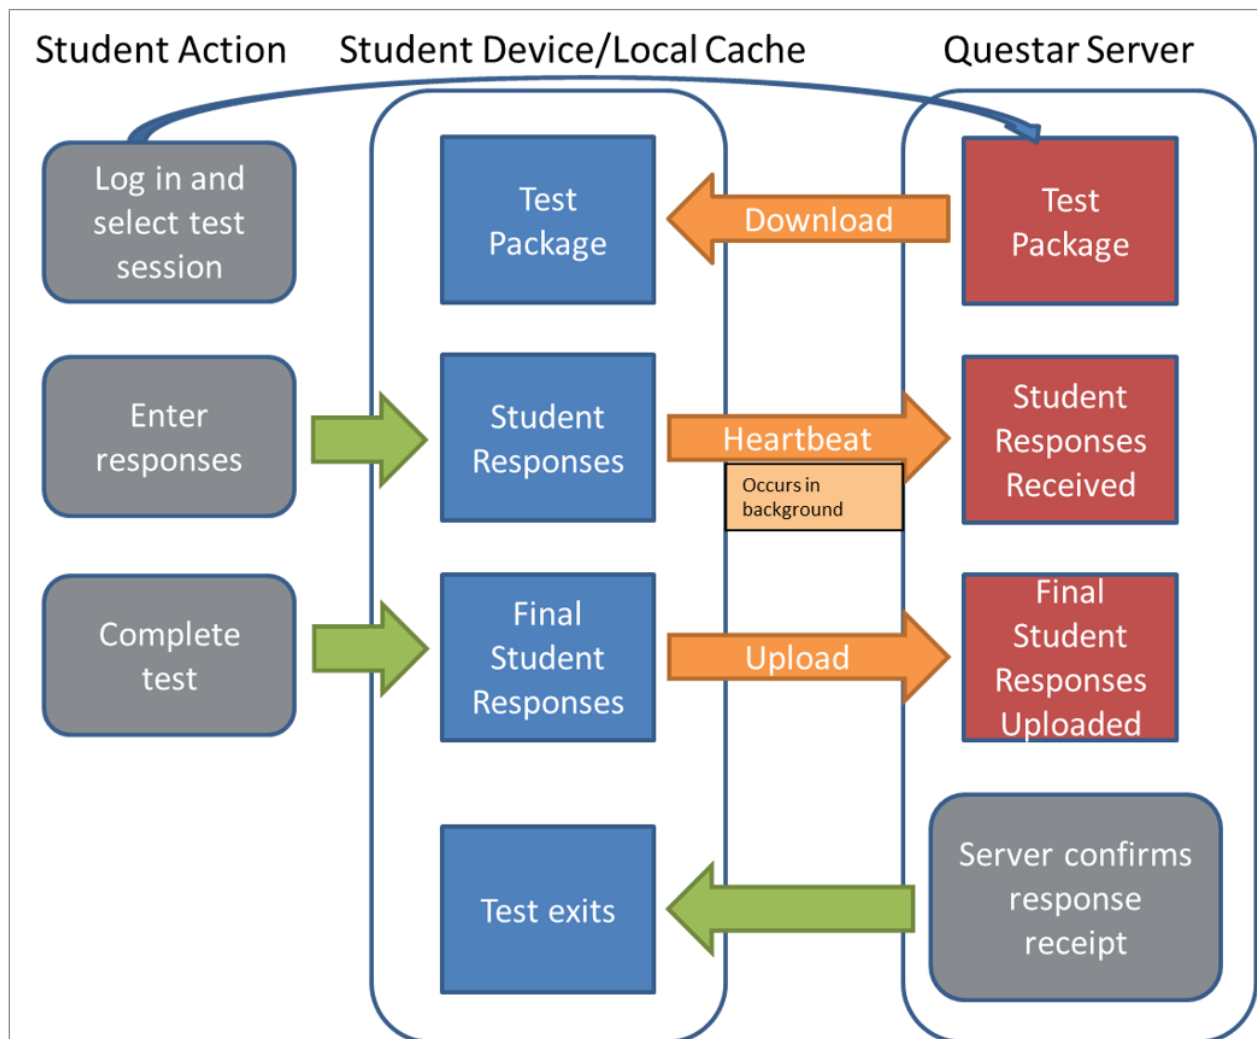 Student Action
Student Device/Local Cache
Questar Server
Log in and
select test
session
Test
Package
Download
Test
Package
Enter
responses
Student
Responses
Heartbeat
Occurs in
background
Student
Responses
Received
Complete
test
Final
Student
Responses
Upload
Final
Student
Responses
Uploaded
Test exits
Server confirms
response
receipt